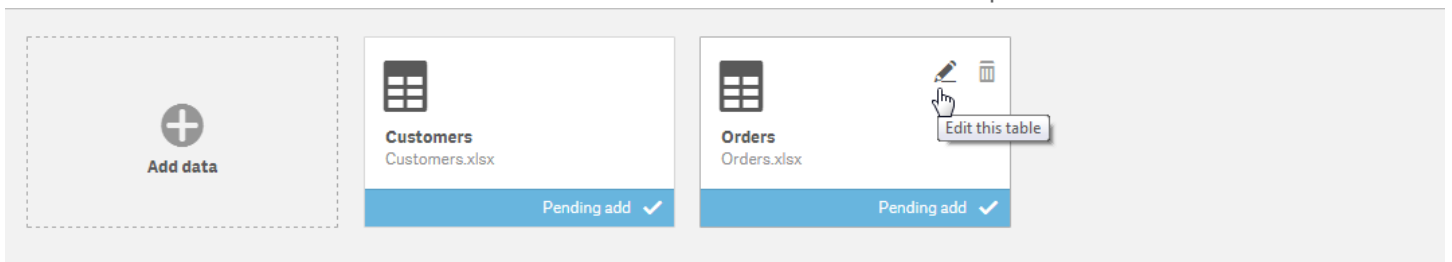 Add data
Customers
Customers.xlsx
Pending add
Orders
Orders.xlsx
Edit this table
Pending add